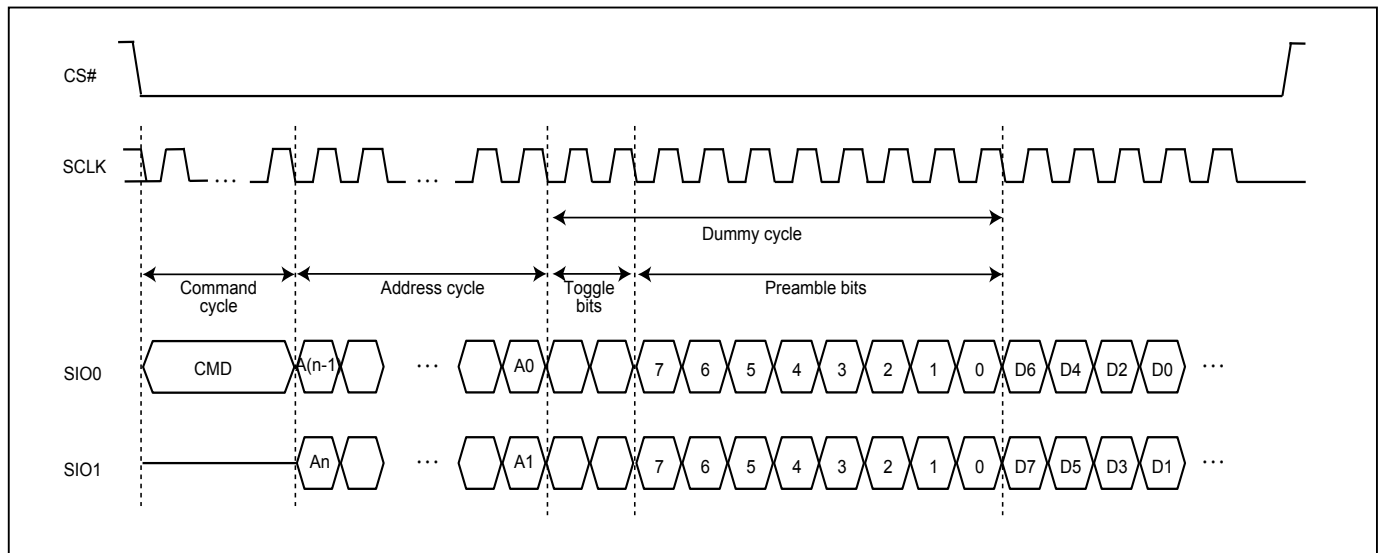 CS#
SCLK
...
...
Dummy cycle
Command
cycle
Address cycle
Toggle
bits
Preamble bits
SIO0
CMD
A(n-1)
...
A0
7
6
5
4
3
2
1
0
D6
D4
D2
D0
...
SIO1
An
...
A1
7
6
5
4
3
2
1
0
D7
D5
D3
D1
...